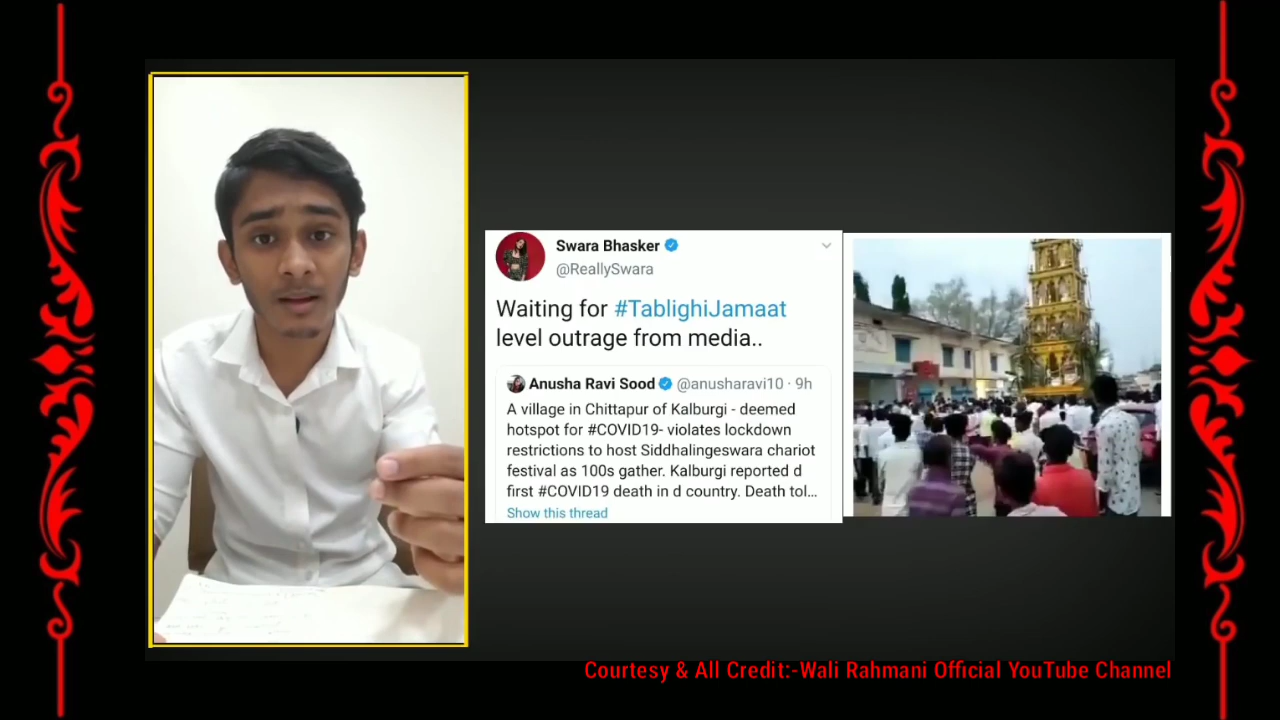 Swara Bhasker
@ReallySwara
Waiting for #TablighiJamaat
level outrage from media..
Anusha Ravi Sood @anusharavi10 · 9h
A village in Chittapur of Kalburgi - deemed
hotspot for #COVID19- violates lockdown
restrictions to host Siddhalingeswara chariot
festival as 100s gather. Kalburgi reported d
first #COVID19 death in d country. Death tol...
Show this thread
Courtesy & All Credit:-Wali Rahmani Official YouTube Channel